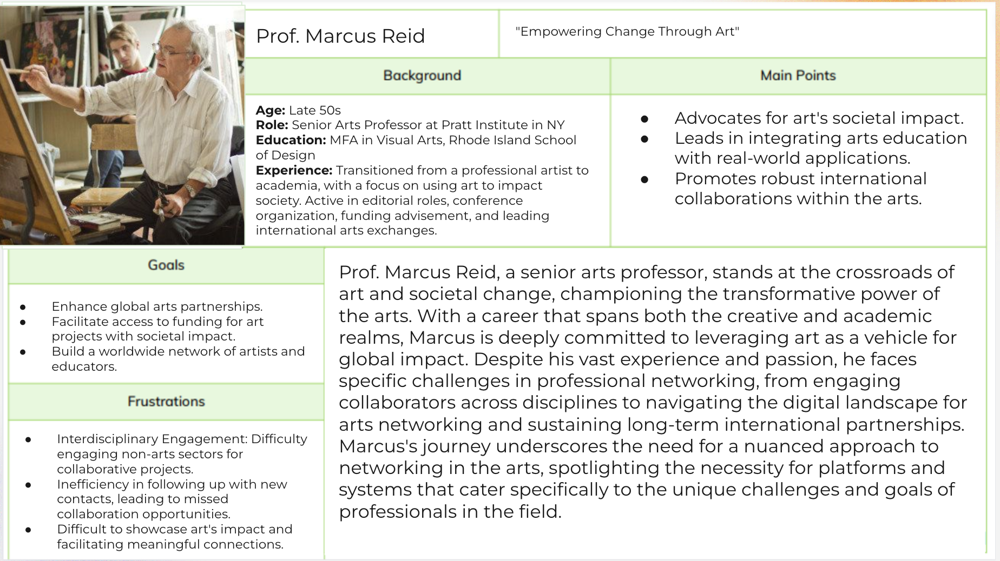 Prof. Marcus Reid
"Empowering Change Through Art"
Background
Age: Late 50s
Role: Senior Arts Professor at Pratt Institute in NY
Education: MFA in Visual Arts, Rhode Island School
of Design
Experience: Transitioned from a professional artist to
academia, with a focus on using art to impact
society. Active in editorial roles, conference
organization, funding advisement, and leading
international arts exchanges.
Main Points
● Advocates for art's societal impact.
● Leads in integrating arts education
with real-world applications.
● Promotes robust international
collaborations within the arts.
Goals
● Enhance global arts partnerships.
● Facilitate access to funding for art
projects with societal impact.
● Build a worldwide network of artists and
educators.
Frustrations
● Interdisciplinary Engagement: Difficulty
engaging non-arts sectors for
collaborative projects.
● Inefficiency in following up with new
contacts, leading to missed
collaboration opportunities.
● Difficult to showcase art's impact and
facilitating meaningful connections.
Prof. Marcus Reid, a senior arts professor, stands at the crossroads of
art and societal change, championing the transformative power of
the arts. With a career that spans both the creative and academic
realms, Marcus is deeply committed to leveraging art as a vehicle for
global impact. Despite his vast experience and passion, he faces
specific challenges in professional networking, from engaging
collaborators across disciplines to navigating the digital landscape for
arts networking and sustaining long-term international partnerships.
Marcus's journey underscores the need for a nuanced approach to
networking in the arts, spotlighting the necessity for platforms and
systems that cater specifically to the unique challenges and goals of
professionals in the field.